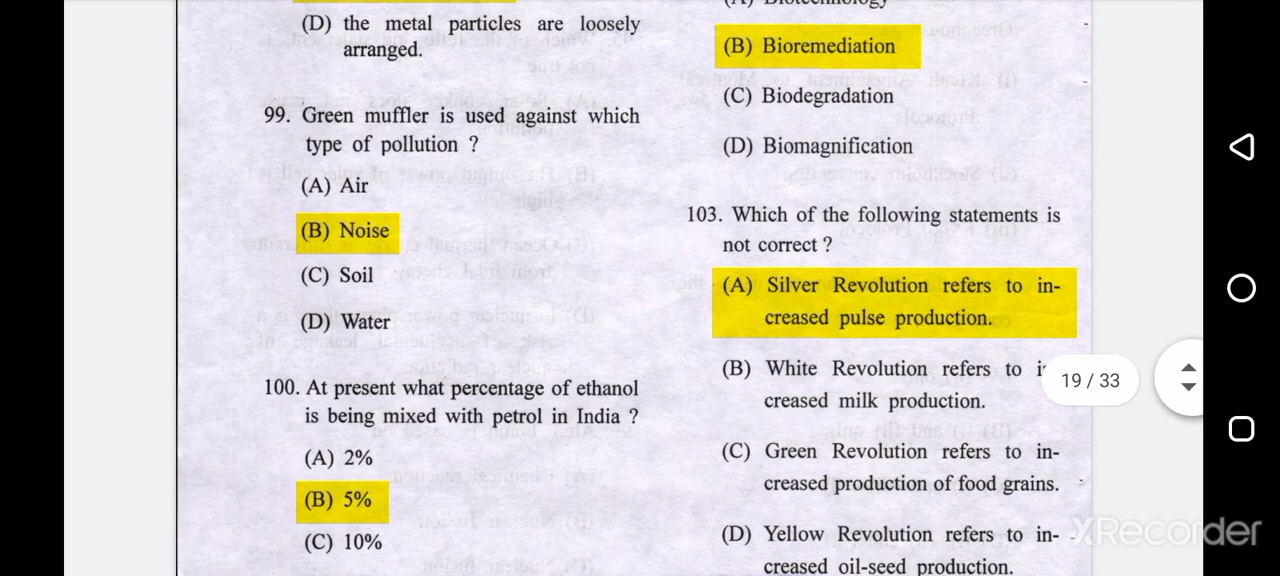 (D) the metal particles are loosely
arranged.
99. Green muffler is used against which
type of pollution ?
(A) Air
(B) Noise
(C) Soil
(D) Water
100. At present what percentage of ethanol
is being mixed with petrol in India ?
(A) 2%
(B) 5%
(C) 10%
(A) Biotechnology
(B) Bioremediation
(C) Biodegradation
(D) Biomagnification
103. Which of the following statements is
not correct ?
(A) Silver Revolution refers to in-
creased pulse production.
(B) White Revolution refers to
creased milk production.
(C) Green Revolution refers to in-
creased production of food grains.
(D) Yellow Revolution refers to in-
creased oil-seed production.
19 / 33
XRecorder